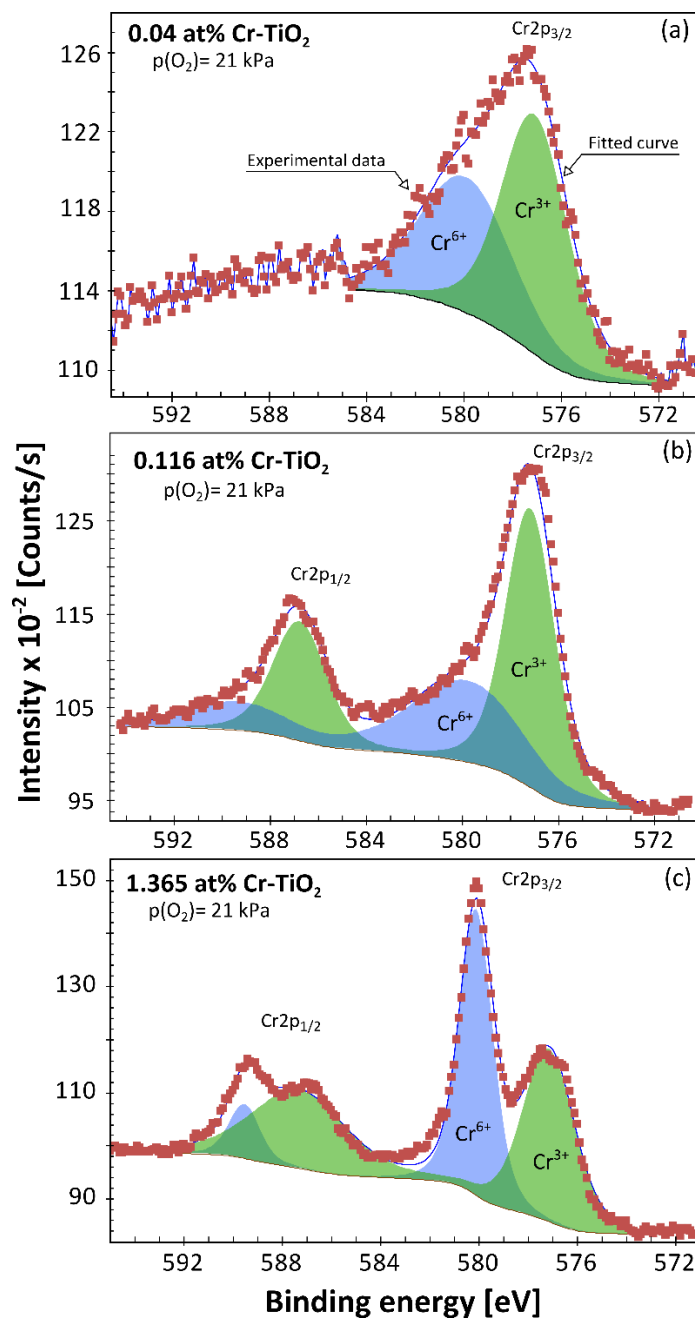 0.04 at% Cr-TiO₂
p(O₂)= 21 kPa
Cr2p₃/₂
(a)
Experimental data
Fitted curve
Cr⁶⁺
Cr³⁺
126
122
118
114
110
592 588 584 580 576 572
0.116 at% Cr-TiO₂
p(O₂)= 21 kPa
Cr2p₃/₂
(b)
Cr2p₁/₂
Cr⁶⁺
Cr³⁺
125
115
105
95
592 588 584 580 576 572
1.365 at% Cr-TiO₂
p(O₂)= 21 kPa
Cr2p₃/₂
(c)
Cr2p₁/₂
Cr⁶⁺
Cr³⁺
150
130
110
90
592 588 584 580 576 572
Intensity x 10⁻² [Counts/s]
Binding energy [eV]